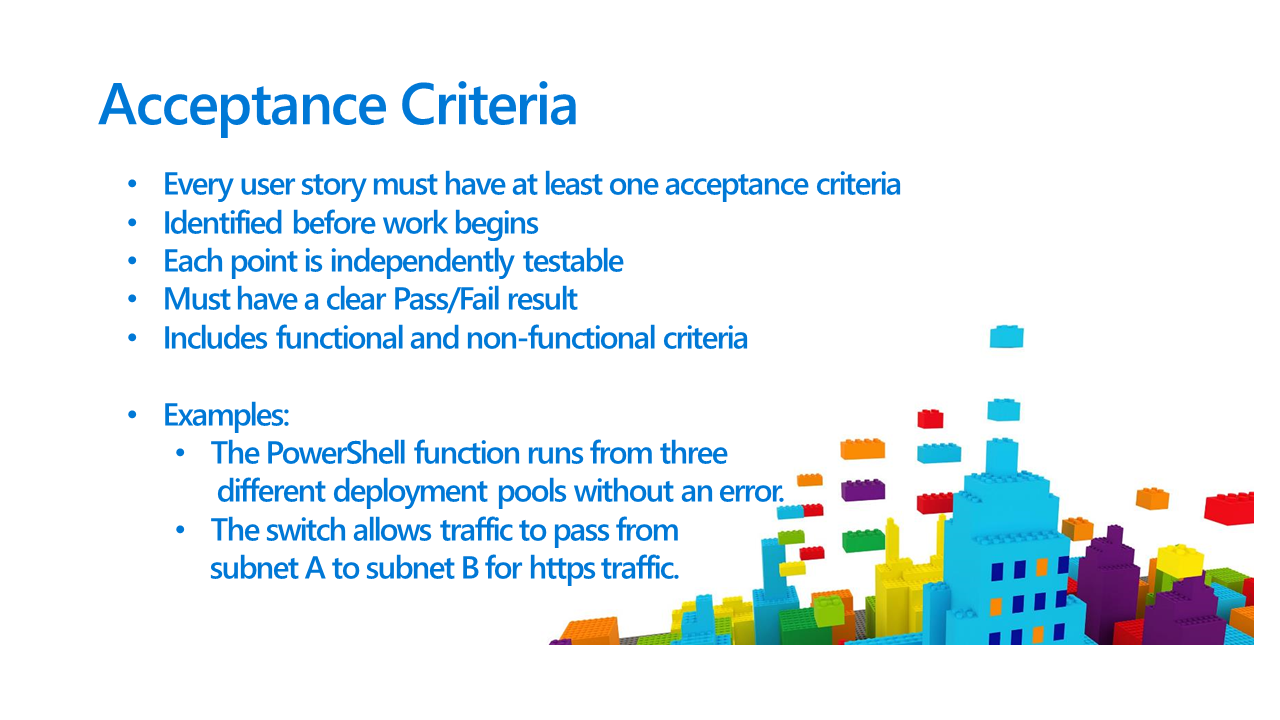 Acceptance Criteria
• Every user story must have at least one acceptance criteria
• Identified before work begins
• Each point is independently testable
• Must have a clear Pass/Fail result
• Includes functional and non-functional criteria
• Examples:
• The PowerShell function runs from three
different deployment pools without an error.
• The switch allows traffic to pass from
subnet A to subnet B for https traffic.